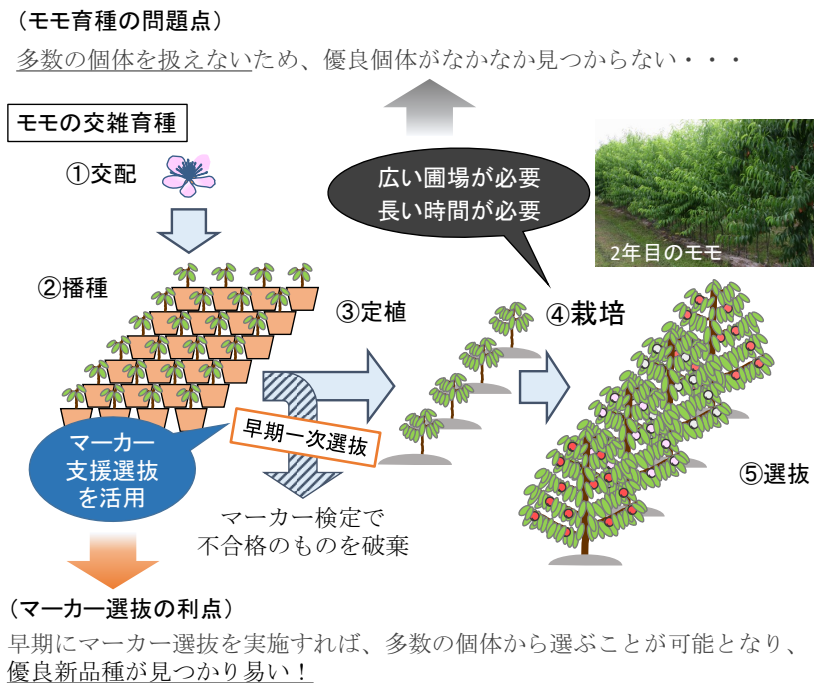 （モモ育種の問題点）
多数の個体を扱えないため、優良個体がなかなか見つからない・・・
モモの交雑育種
①交配
広い圃場が必要
長い時間が必要
2年目のモモ
②播種
③定植
④栽培
早期一次選抜
マーカー
支援選抜
を活用
⑤選抜
マーカー検定で
不合格のものを破棄
（マーカー選抜の利点）
早期にマーカー選抜を実施すれば、多数の個体から選ぶことが可能となり、
優良新品種が見つかり易い！